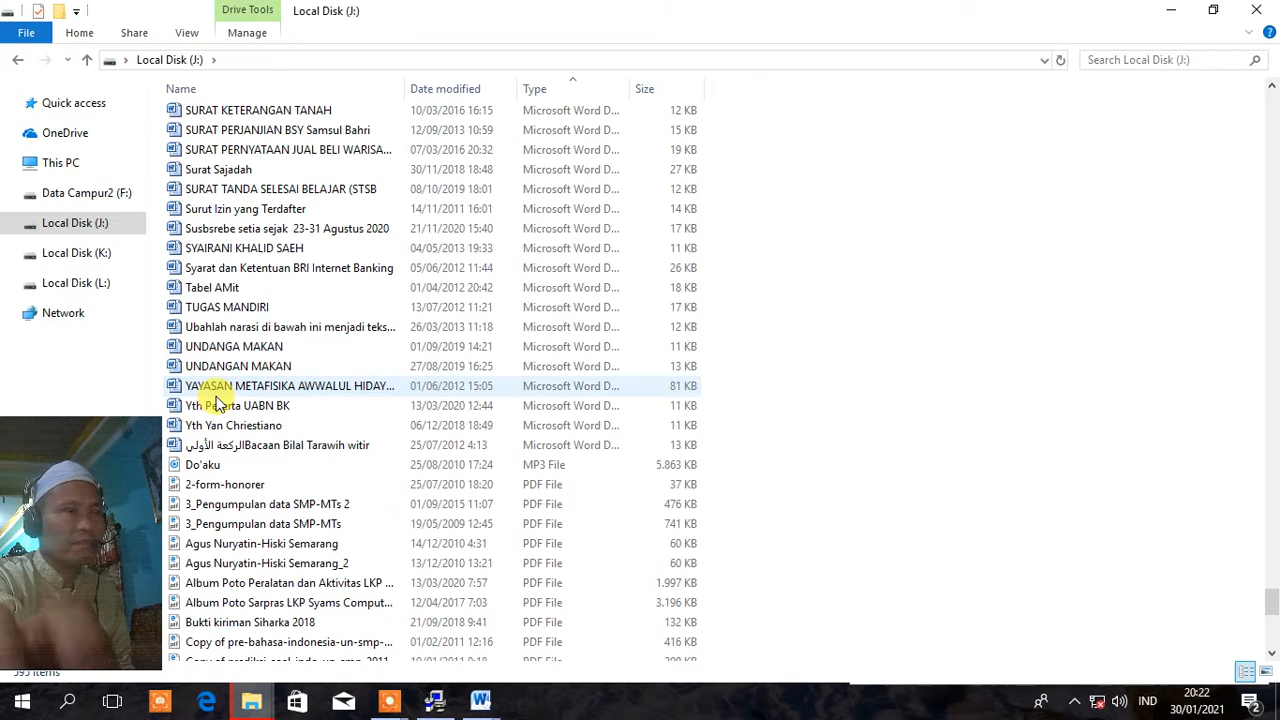 Drive Tools Local Disk (J:)
File Home Share View Manage
Local Disk (J:) Search Local Disk (J:)
Quick access
OneDrive
This PC
Data Campur2 (F:)
Local Disk (J:)
Local Disk (K:)
Local Disk (L:)
Network
Name Date modified Type Size
SURAT KETERANGAN TANAH 10/03/2016 16:15 Microsoft Word D... 12 KB
SURAT PERJANJIAN BSY Samsul Bahri 12/09/2013 10:59 Microsoft Word D... 15 KB
SURAT PERNYATAAN JUAL BELI WARISA... 07/03/2016 20:32 Microsoft Word D... 19 KB
Surat Sajadah 30/11/2018 18:48 Microsoft Word D... 27 KB
SURAT TANDA SELESAI BELAJAR (STSB 08/10/2019 18:01 Microsoft Word D... 12 KB
Surut Izin yang Terdafter 14/11/2011 16:01 Microsoft Word D... 14 KB
Susbsrebe setia sejak 23-31 Agustus 2020 21/11/2020 15:40 Microsoft Word D... 17 KB
SYAIRANI KHALID SAEH 04/05/2013 19:33 Microsoft Word D... 11 KB
Syarat dan Ketentuan BRI Internet Banking 05/06/2012 11:44 Microsoft Word D... 26 KB
Tabel AMit 01/04/2012 20:42 Microsoft Word D... 18 KB
TUGAS MANDIRI 13/07/2012 11:21 Microsoft Word D... 17 KB
Ubahlah narasi di bawah ini menjadi teks... 26/03/2013 11:18 Microsoft Word D... 12 KB
UNDANGA MAKAN 01/09/2019 14:21 Microsoft Word D... 11 KB
UNDANGAN MAKAN 27/08/2019 16:25 Microsoft Word D... 13 KB
YAYASAN METAFISIKA AWWALUL HIDAY... 01/06/2012 15:05 Microsoft Word D... 81 KB
Yth Peserta UABN BK 13/03/2020 12:44 Microsoft Word D... 11 KB
Yth Yan Chriestiano 06/12/2018 18:49 Microsoft Word D... 11 KB
الركعة الأوليBacaan Bilal Tarawih witir 25/07/2012 4:13 Microsoft Word D... 13 KB
Do'aku 25/08/2010 17:24 MP3 File 5.863 KB
2-form-honorer 25/07/2010 18:20 PDF File 37 KB
3_Pengumpulan data SMP-MTs 2 01/09/2015 11:07 PDF File 476 KB
3_Pengumpulan data SMP-MTs 19/05/2009 12:45 PDF File 741 KB
Agus Nuryatin-Hiski Semarang 14/12/2010 4:31 PDF File 60 KB
Agus Nuryatin-Hiski Semarang_2 10/12/2010 13:21 PDF File 60 KB
Album Poto Peralatan dan Aktivitas LKP ... 13/03/2020 7:57 PDF File 1.997 KB
Album Poto Sarpras LKP Syams Comput... 12/04/2017 7:03 PDF File 3.196 KB
Bukti kiriman Siharka 2018 21/09/2018 9:41 PDF File 132 KB
Copy of pre-bahasa-indonesia-un-smp-... 01/02/2011 12:16 PDF File 416 KB
items
IND 20:22
30/01/2021 2